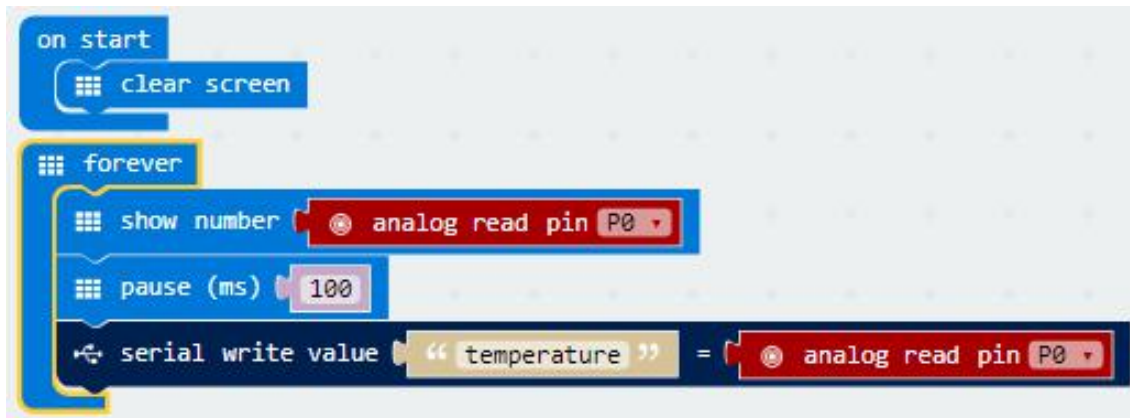 on start
clear screen
forever
show number analog read pin P0
pause (ms) 100
serial write value “ temperature ” = analog read pin P0